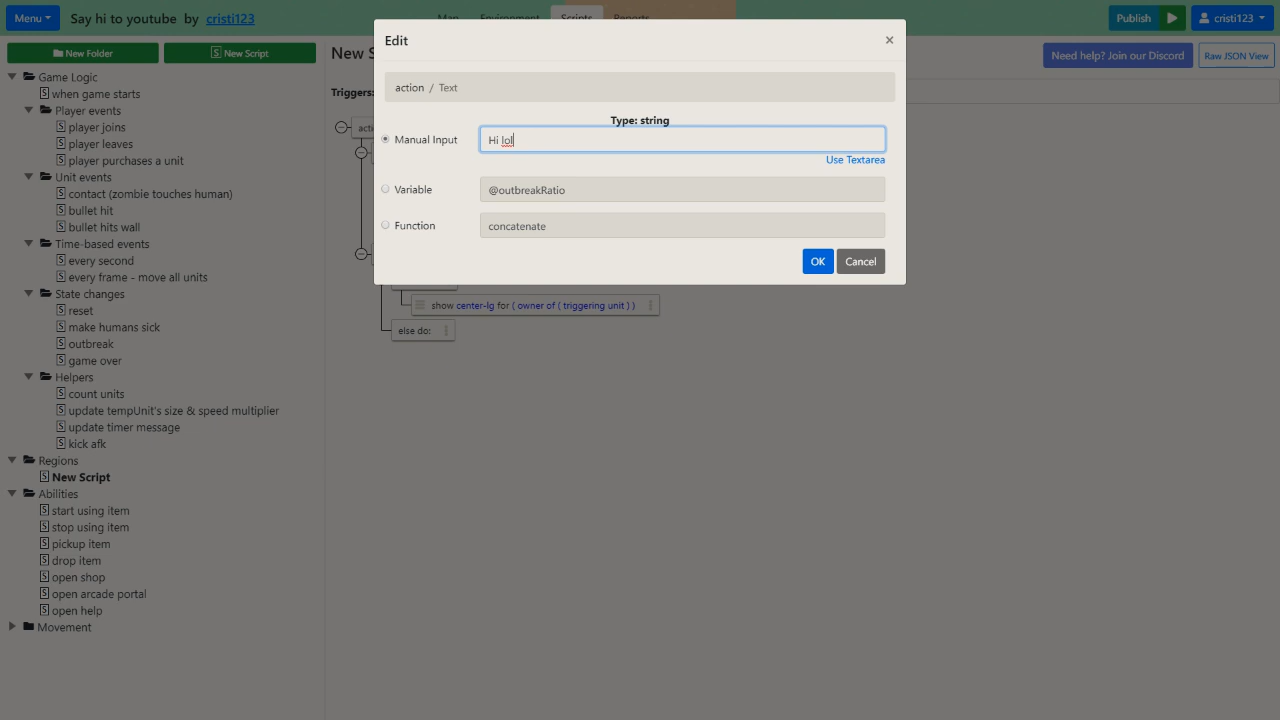 Menu Say hi to youtube by cristi123 Map Environment Scripts Reports Publish cristi123
New Folder New Script New S Need help? Join our Discord Raw JSON View
Edit ×
action / Text
Type: string
Manual Input Hi lol
Use Textarea
Variable @outbreakRatio
Function concatenate
OK Cancel
Triggers:
show center-lg for ( owner of ( triggering unit ) )
else do:
Game Logic
when game starts
Player events
player joins
player leaves
player purchases a unit
Unit events
contact (zombie touches human)
bullet hit
bullet hits wall
Time-based events
every second
every frame - move all units
State changes
reset
make humans sick
outbreak
game over
Helpers
count units
update tempUnit's size & speed multiplier
update timer message
kick afk
Regions
New Script
Abilities
start using item
stop using item
pickup item
drop item
open shop
open arcade portal
open help
Movement